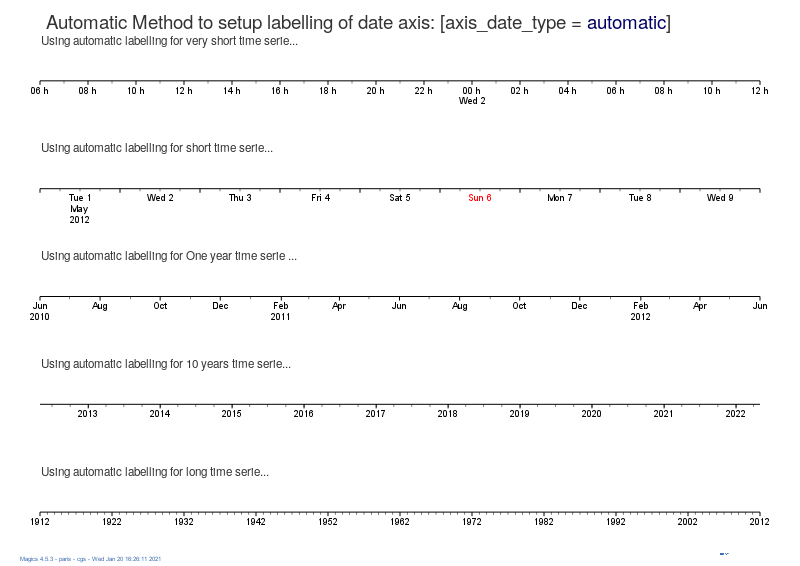 Automatic Method to setup labelling of date axis: [axis_date_type = automatic]
Using automatic labelling for very short time serie...
06 h 08 h 10 h 12 h 14 h 16 h 18 h 20 h 22 h 00 h 02 h 04 h 06 h 08 h 10 h 12 h
Wed 2
Using automatic labelling for short time serie...
Tue 1 Wed 2 Thu 3 Fri 4 Sat 5 Sun 6 Mon 7 Tue 8 Wed 9
May
2012
Using automatic labelling for One year time serie ...
Jun Aug Oct Dec Feb Apr Jun Aug Oct Dec Feb Apr Jun
2010 2011 2012
Using automatic labelling for 10 years time serie...
2013 2014 2015 2016 2017 2018 2019 2020 2021 2022
Using automatic labelling for long time serie...
1912 1922 1932 1942 1952 1962 1972 1982 1992 2002 2012
Magics 4.5.3 - paris - cgs - Wed Jan 20 16:26:11 2021